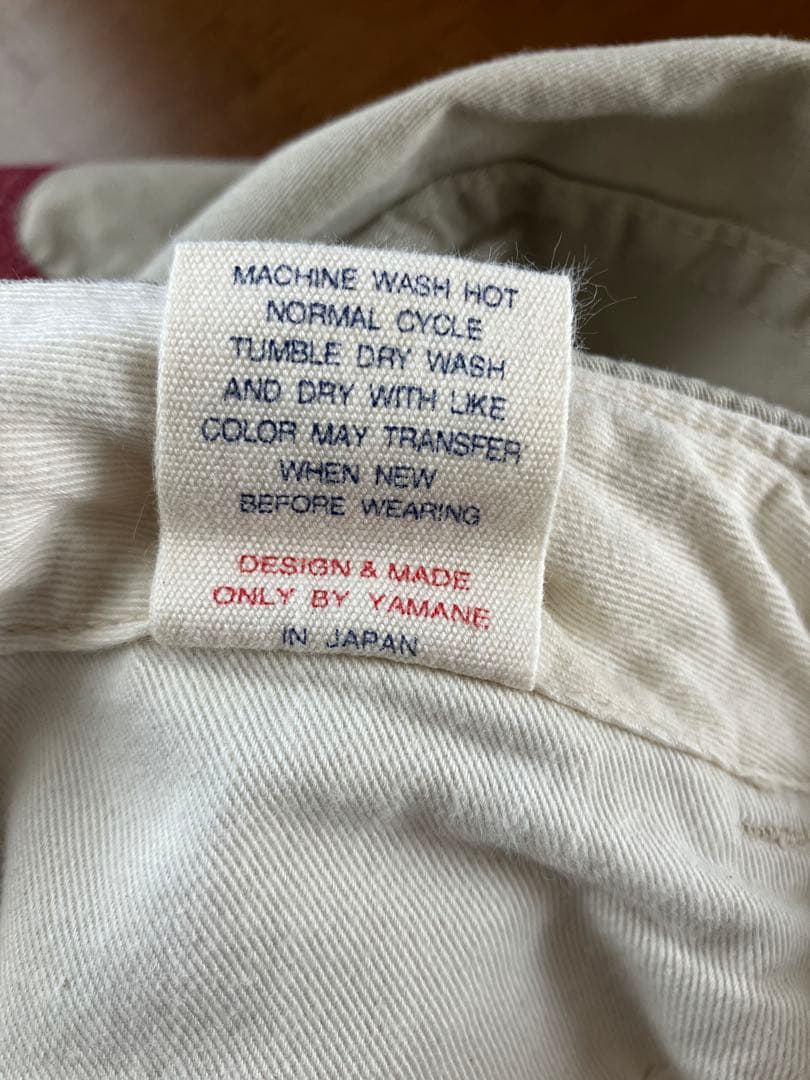 MACHINE WASH HOT
NORMAL CYCLE
TUMBLE DRY WASH
AND DRY WITH LIKE
COLOR MAY TRANSFER
WHEN NEW
BEFORE WEARING
DESIGN & MADE
ONLY BY YAMANE
IN JAPAN